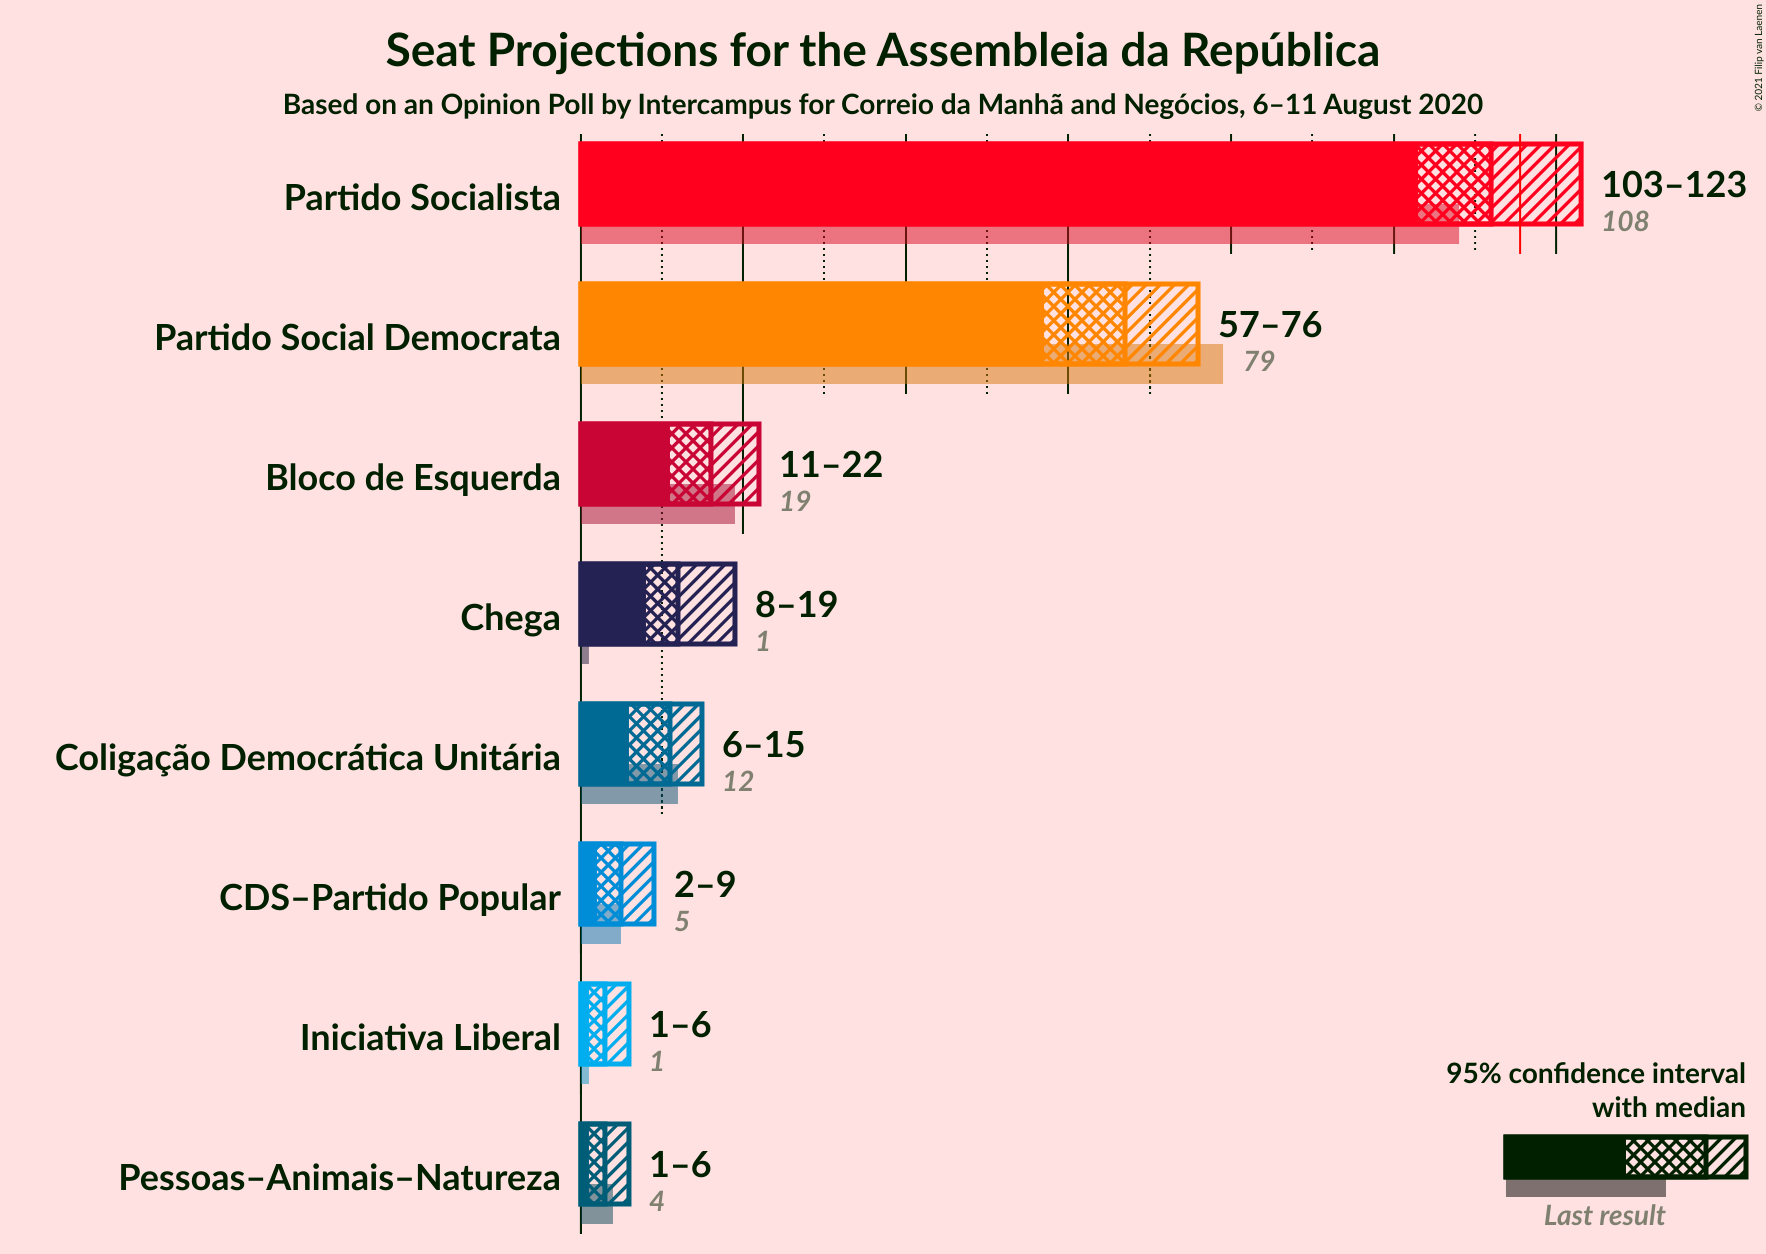 Seat Projections for the Assembleia da República
Based on an Opinion Poll by Intercampus for Correio da Manhã and Negócios, 6–11 August 2020
© 2021 Filip van Laenen
Partido Socialista
103–123
108
Partido Social Democrata
57–76
79
Bloco de Esquerda
11–22
19
Chega
8–19
1
Coligação Democrática Unitária
6–15
12
CDS–Partido Popular
2–9
5
Iniciativa Liberal
1–6
1
Pessoas–Animais–Natureza
1–6
4
95% confidence interval
with median
Last result